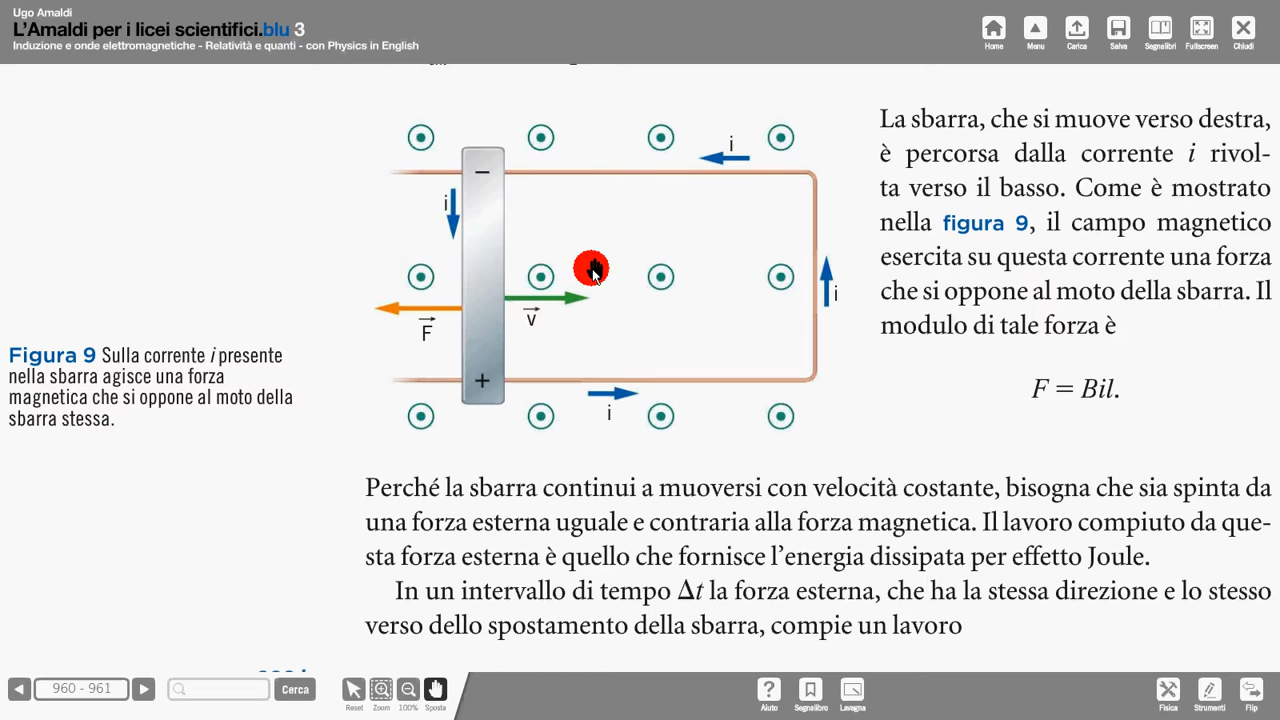 Ugo Amaldi
L'Amaldi per i licei scientifici.blu 3
Induzione e onde elettromagnetiche - Relatività e quanti - con Physics in English
Home
Menu
Carica
Salva
Segnalibri
Fullscreen
Chiudi
i
−
i
i
F
v
+
i
La sbarra, che si muove verso destra,
è percorsa dalla corrente i rivol-
ta verso il basso. Come è mostrato
nella figura 9, il campo magnetico
esercita su questa corrente una forza
che si oppone al moto della sbarra. Il
modulo di tale forza è
F = Bil.
Figura 9 Sulla corrente i presente
nella sbarra agisce una forza
magnetica che si oppone al moto della
sbarra stessa.
Perché la sbarra continui a muoversi con velocità costante, bisogna che sia spinta da
una forza esterna uguale e contraria alla forza magnetica. Il lavoro compiuto da que-
sta forza esterna è quello che fornisce l'energia dissipata per effetto Joule.
In un intervallo di tempo Δt la forza esterna, che ha la stessa direzione e lo stesso
verso dello spostamento della sbarra, compie un lavoro
960 - 961
Cerca
Reset
Zoom
100%
Sposta
Aiuto
Segnalibro
Lavagna
Fisica
Strumenti
Flip